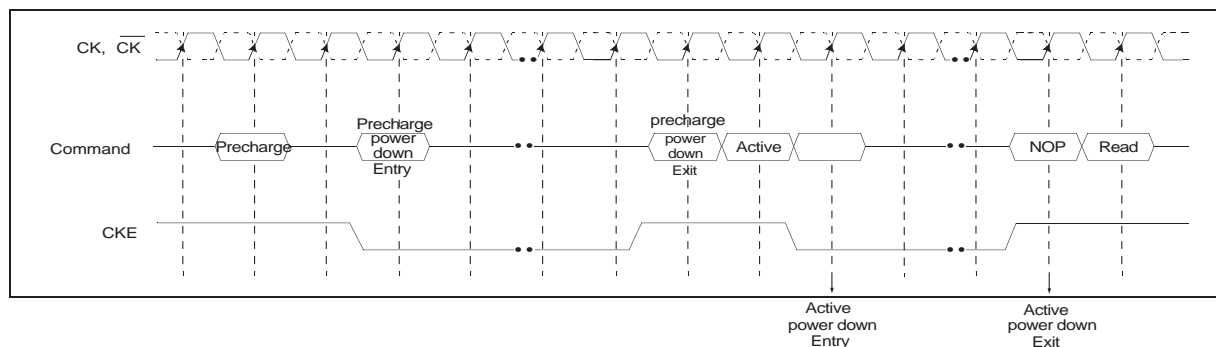 CK, CK
Command
Precharge
Precharge
power
down
Entry
precharge
power
down
Exit
Active
NOP
Read
CKE
Active
power down
Entry
Active
power down
Exit